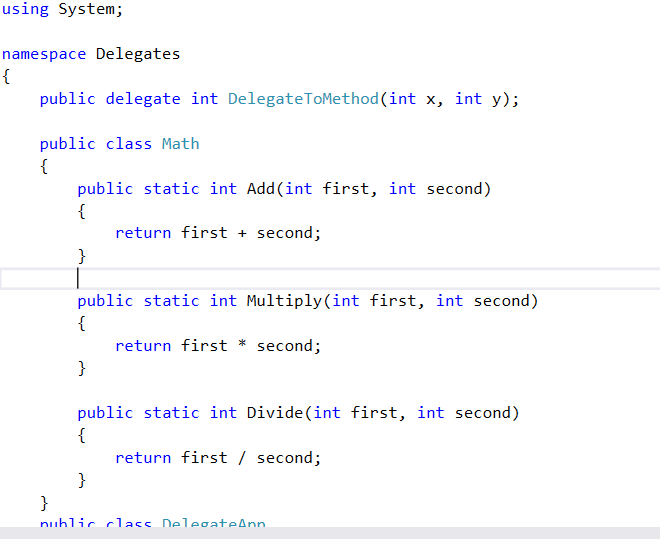 using System;
namespace Delegates
{
public delegate int DelegateToMethod(int x, int y);
public class Math
{
public static int Add(int first, int second)
{
return first + second;
}
public static int Multiply(int first, int second)
{
return first * second;
}
public static int Divide(int first, int second)
{
return first / second;
}
}
public class DelegateApp